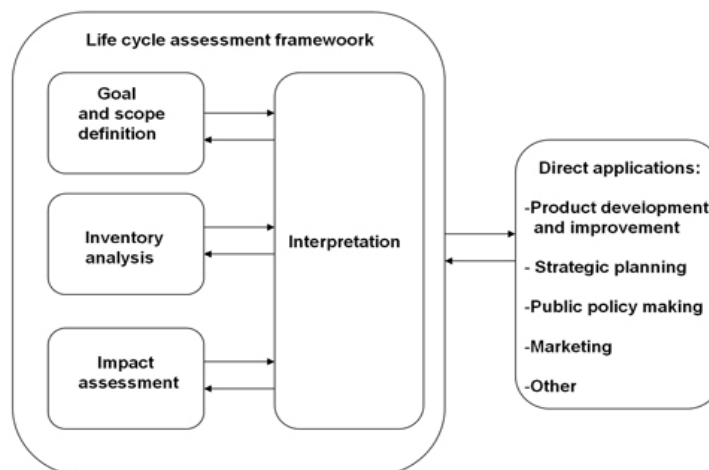 Life cycle assessment framewoork
Goal
and scope
definition
Inventory
analysis
Impact
assessment
Interpretation
Direct applications:
-Product development
and improvement
- Strategic planning
-Public policy making
-Marketing
-Other